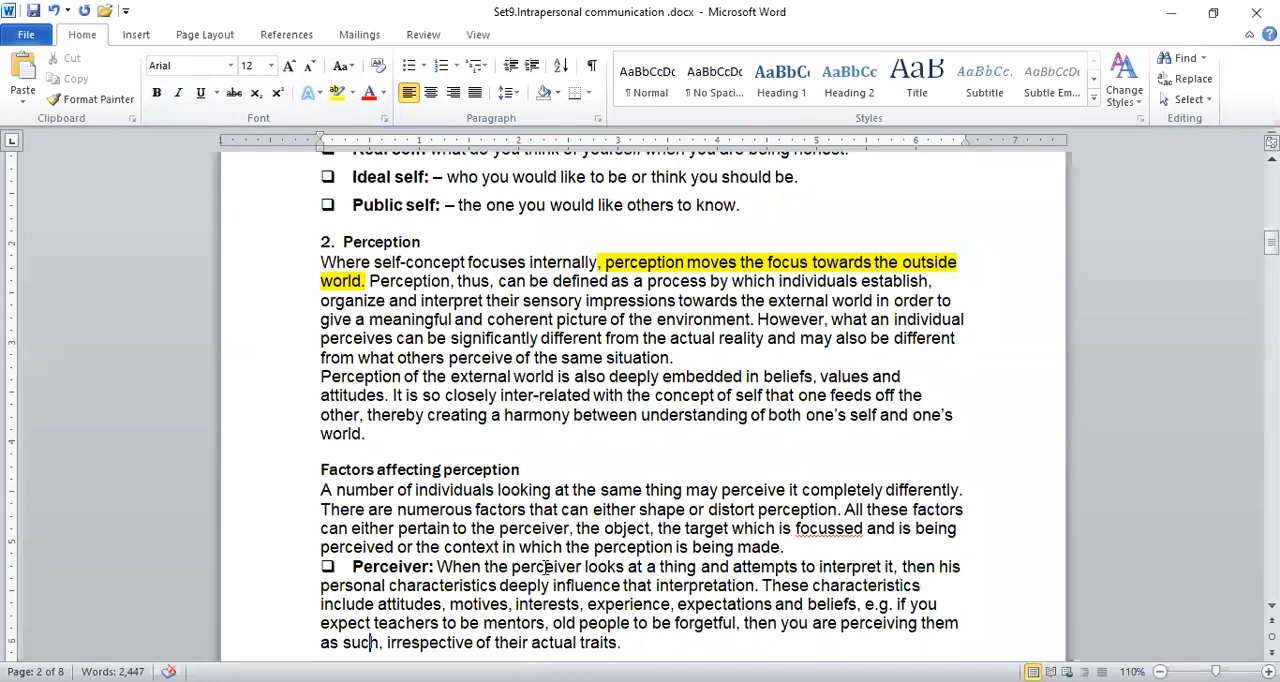 Set9.Intrapersonal communication .docx - Microsoft Word
File Home Insert Page Layout References Mailings Review View
Cut
Copy
Paste
Format Painter
Clipboard
Arial 12
Font
Paragraph
AaBbCcDc AaBbCcDc AaBbC AaBbCc AaB AaBbCc. AaBbCcDc
¶ Normal ¶ No Spaci... Heading 1 Heading 2 Title Subtitle Subtle Em...
Styles
Change Styles
Find
Replace
Select
Editing
Ideal self: – who you would like to be or think you should be.
Public self: – the one you would like others to know.
2. Perception
Where self-concept focuses internally, perception moves the focus towards the outside
world. Perception, thus, can be defined as a process by which individuals establish,
organize and interpret their sensory impressions towards the external world in order to
give a meaningful and coherent picture of the environment. However, what an individual
perceives can be significantly different from the actual reality and may also be different
from what others perceive of the same situation.
Perception of the external world is also deeply embedded in beliefs, values and
attitudes. It is so closely inter-related with the concept of self that one feeds off the
other, thereby creating a harmony between understanding of both one's self and one's
world.
Factors affecting perception
A number of individuals looking at the same thing may perceive it completely differently.
There are numerous factors that can either shape or distort perception. All these factors
can either pertain to the perceiver, the object, the target which is focussed and is being
perceived or the context in which the perception is being made.
Perceiver: When the perceiver looks at a thing and attempts to interpret it, then his
personal characteristics deeply influence that interpretation. These characteristics
include attitudes, motives, interests, experience, expectations and beliefs, e.g. if you
expect teachers to be mentors, old people to be forgetful, then you are perceiving them
as such, irrespective of their actual traits.
Page: 2 of 8 Words: 2,447 110%